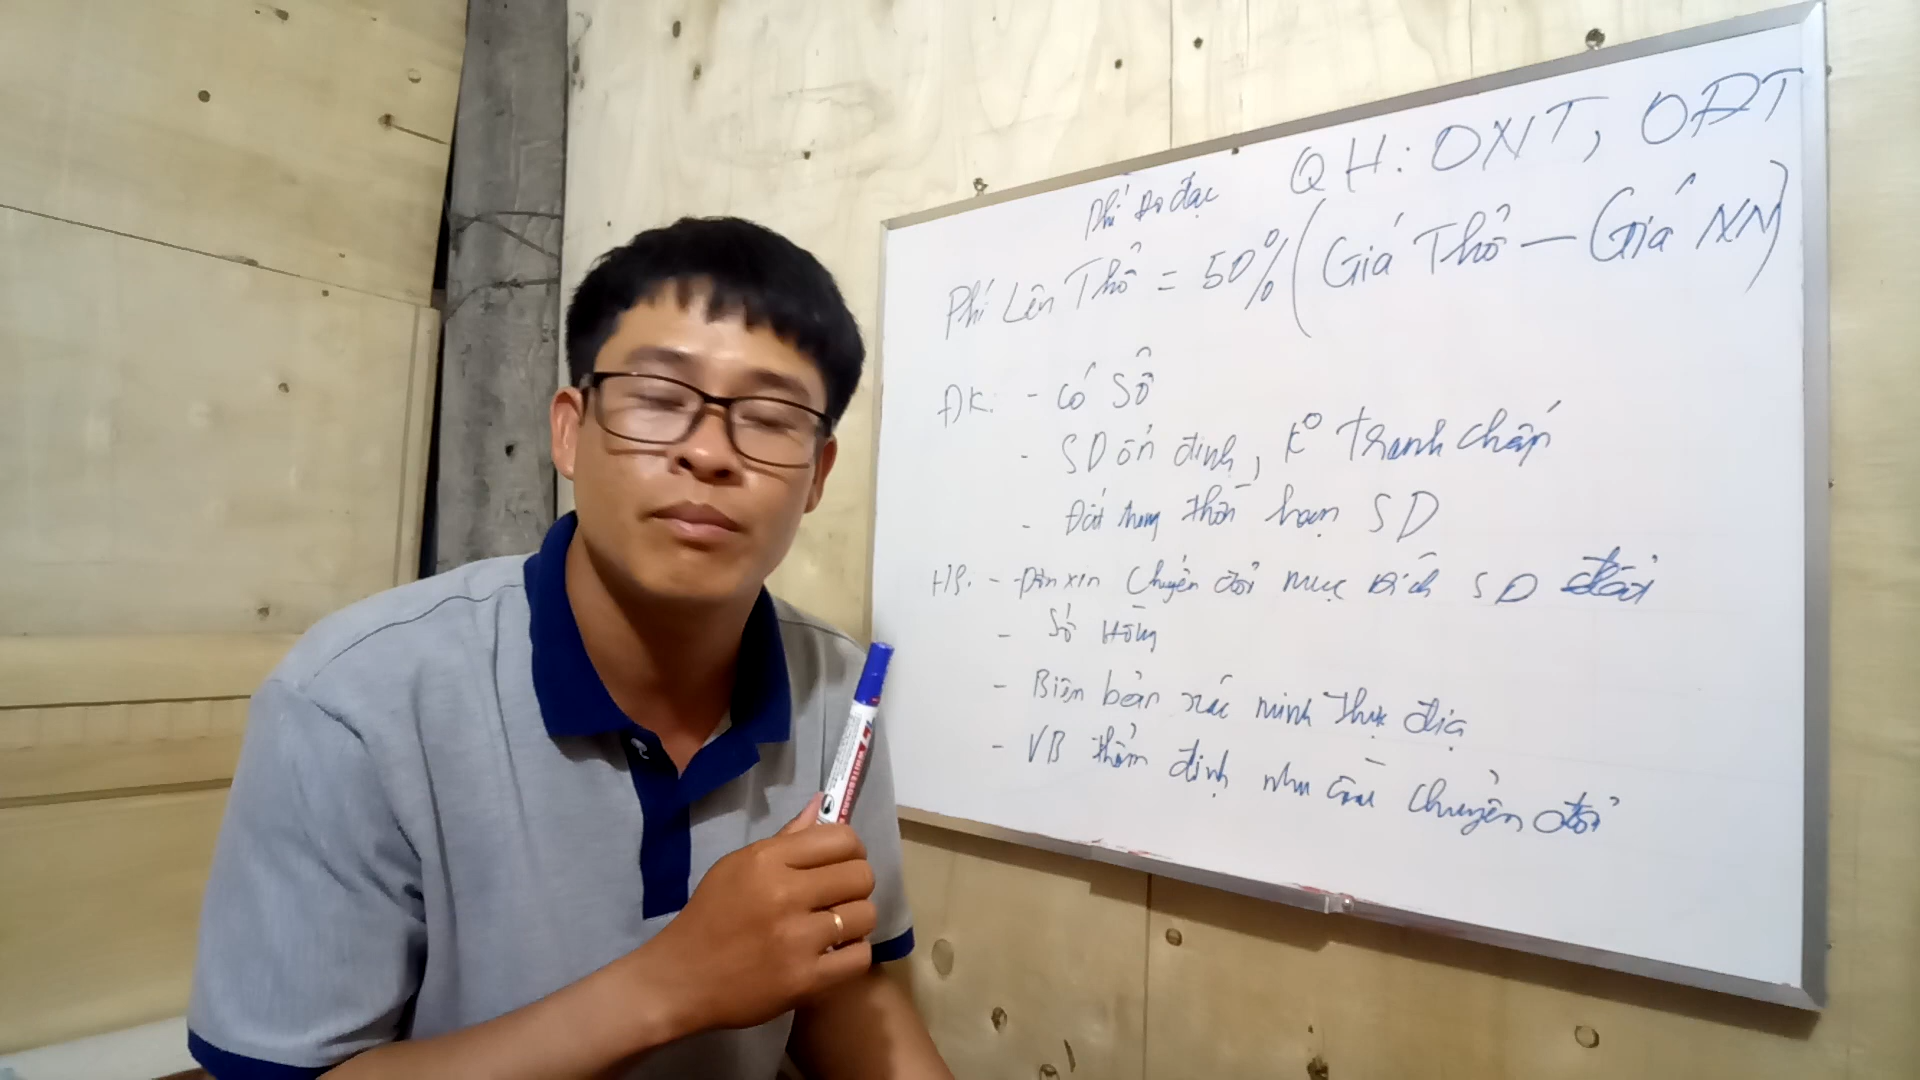 QH: ONT, ODT
Phí đo đạc
Phí Lên Thổ = 50% (Giá Thổ — Giá NN)
ĐK: - Có Sổ
- SD ổn định, K° tranh chấp
- Đất trong thời hạn SD
HS. - Đơn xin chuyển đổi mục đích SD đất
- Sổ Hồng
- Biên bản xác minh thực địa
- VB thẩm định nhu cầu chuyển đổi
WHITEBOARD